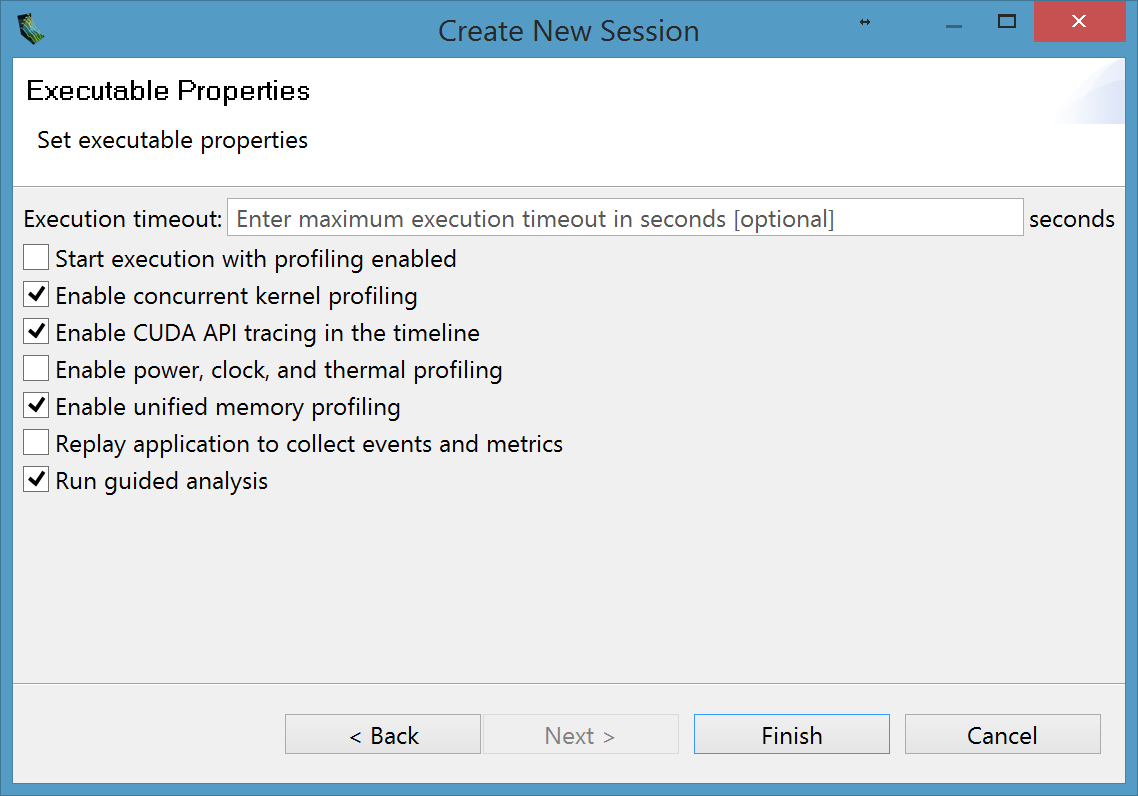 Create New Session
Executable Properties
Set executable properties
Execution timeout: Enter maximum execution timeout in seconds [optional] seconds
Start execution with profiling enabled
Enable concurrent kernel profiling
Enable CUDA API tracing in the timeline
Enable power, clock, and thermal profiling
Enable unified memory profiling
Replay application to collect events and metrics
Run guided analysis
< Back Next > Finish Cancel